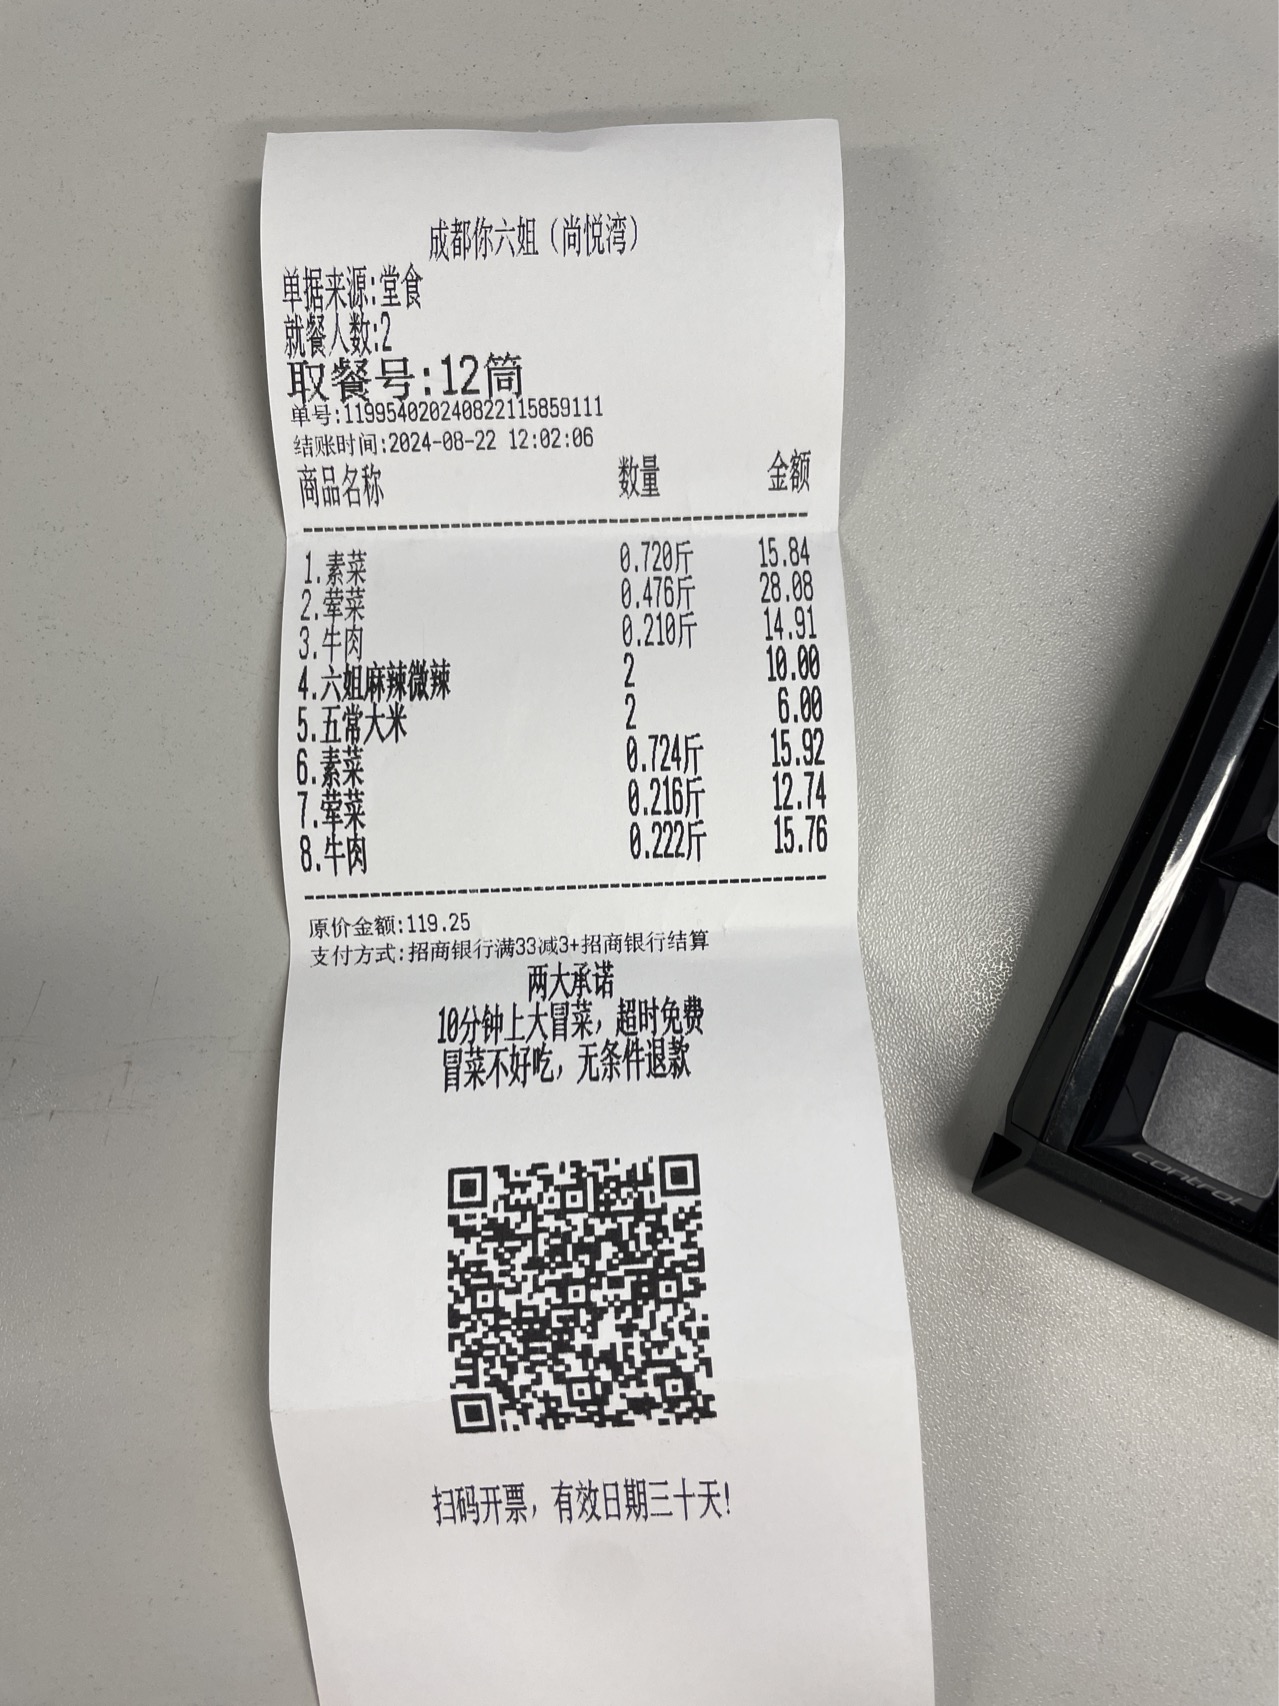 成都你六姐（尚悦湾）
单据来源:堂食
就餐人数:2
取餐号:12筒
单号:119954020240822115859111
结账时间:2024-08-22 12:02:06
商品名称 数量 金额
1.素菜 0.720斤 15.84
2.荤菜 0.476斤 28.08
3.牛肉 0.210斤 14.91
4.六姐麻辣微辣 2 10.00
5.五常大米 2 6.00
6.素菜 0.724斤 15.92
7.荤菜 0.216斤 12.74
8.牛肉 0.222斤 15.76
原价金额:119.25
支付方式:招商银行满33减3+招商银行结算
两大承诺
10分钟上大冒菜，超时免费
冒菜不好吃，无条件退款
扫码开票，有效日期三十天!
control